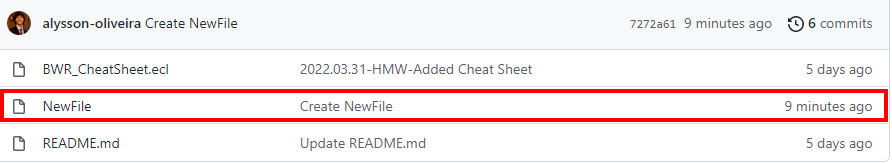 alysson-oliveira Create NewFile 7272a61 9 minutes ago 6 commits
BWR_CheatSheet.ecl 2022.03.31-HMW-Added Cheat Sheet 5 days ago
NewFile Create NewFile 9 minutes ago
README.md Update README.md 5 days ago